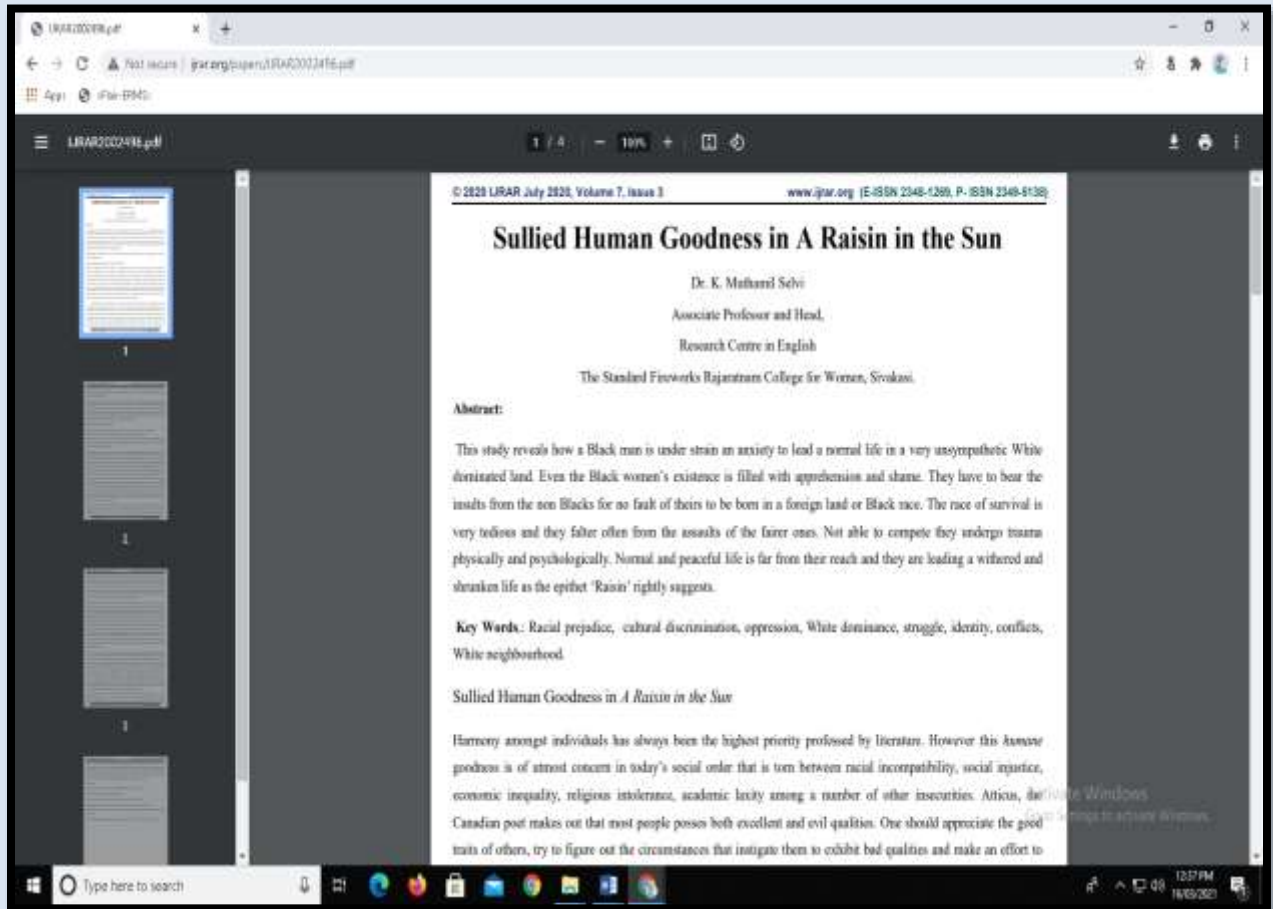 Not secure
Apps
1 / 4
100%
© 2020 IJRAR July 2020, Volume 7, Issue 3 www.ijrar.org (E-ISSN 2348-1269, P- ISSN 2349-5138)
Sullied Human Goodness in A Raisin in the Sun
Dr. K. Muthamil Selvi
Associate Professor and Head,
Research Centre in English
The Standard Fireworks Rajaratnam College for Women, Sivakasi.
Abstract:
This study reveals how a Black man is under strain an anxiety to lead a normal life in a very unsympathetic White
dominated land. Even the Black women's existence is filled with apprehension and shame. They have to bear the
insults from the non Blacks for no fault of theirs to be born in a foreign land or Black race. The race of survival is
very tedious and they falter often from the assaults of the fairer ones. Not able to compete they undergo trauma
physically and psychologically. Normal and peaceful life is far from their reach and they are leading a withered and
shrunken life as the epithet 'Raisin' rightly suggests.
Key Words.: Racial prejudice, cultural discrimination, oppression, White dominance, struggle, identity, conflicts,
White neighbourhood.
Sullied Human Goodness in A Raisin in the Sun
Harmony amongst individuals has always been the highest priority professed by literature. However this humane
goodness is of utmost concern in today's social order that is torn between racial incompatibility, social injustice,
economic inequality, religious intolerance, academic laxity among a number of other insecurities. Atticus, the
Canadian poet makes out that most people posses both excellent and evil qualities. One should appreciate the good
traits of others, try to figure out the circumstances that instigate them to exhibit bad qualities and make an effort to
Activate Windows
Go to Settings to activate Windows.
1
2
3
Type here to search
12:57 PM
16/03/2021